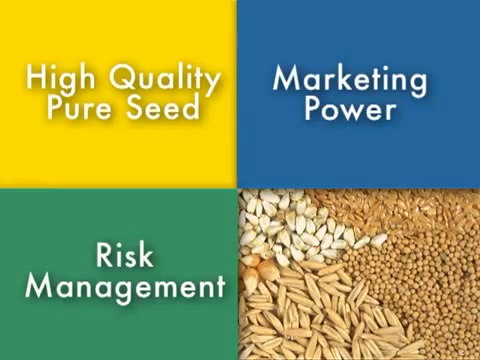 High Quality
Pure Seed
Marketing
Power
Risk
Management